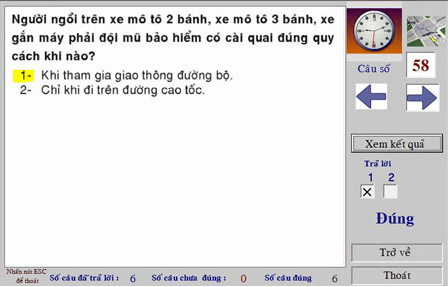 Người ngồi trên xe mô tô 2 bánh, xe mô tô 3 bánh, xe
gắn máy phải đội mũ bảo hiểm có cài quai đúng quy
cách khi nào?
1- Khi tham gia giao thông đường bộ.
2- Chỉ khi đi trên đường cao tốc.
Câu số 58
Xem kết quả
Trả lời
1 2
Đúng
Trở về
Thoát
Nhấn nút ESC
để thoát
Số câu đã trả lời : 6 Số câu chưa đúng : 0 Số câu đúng 6